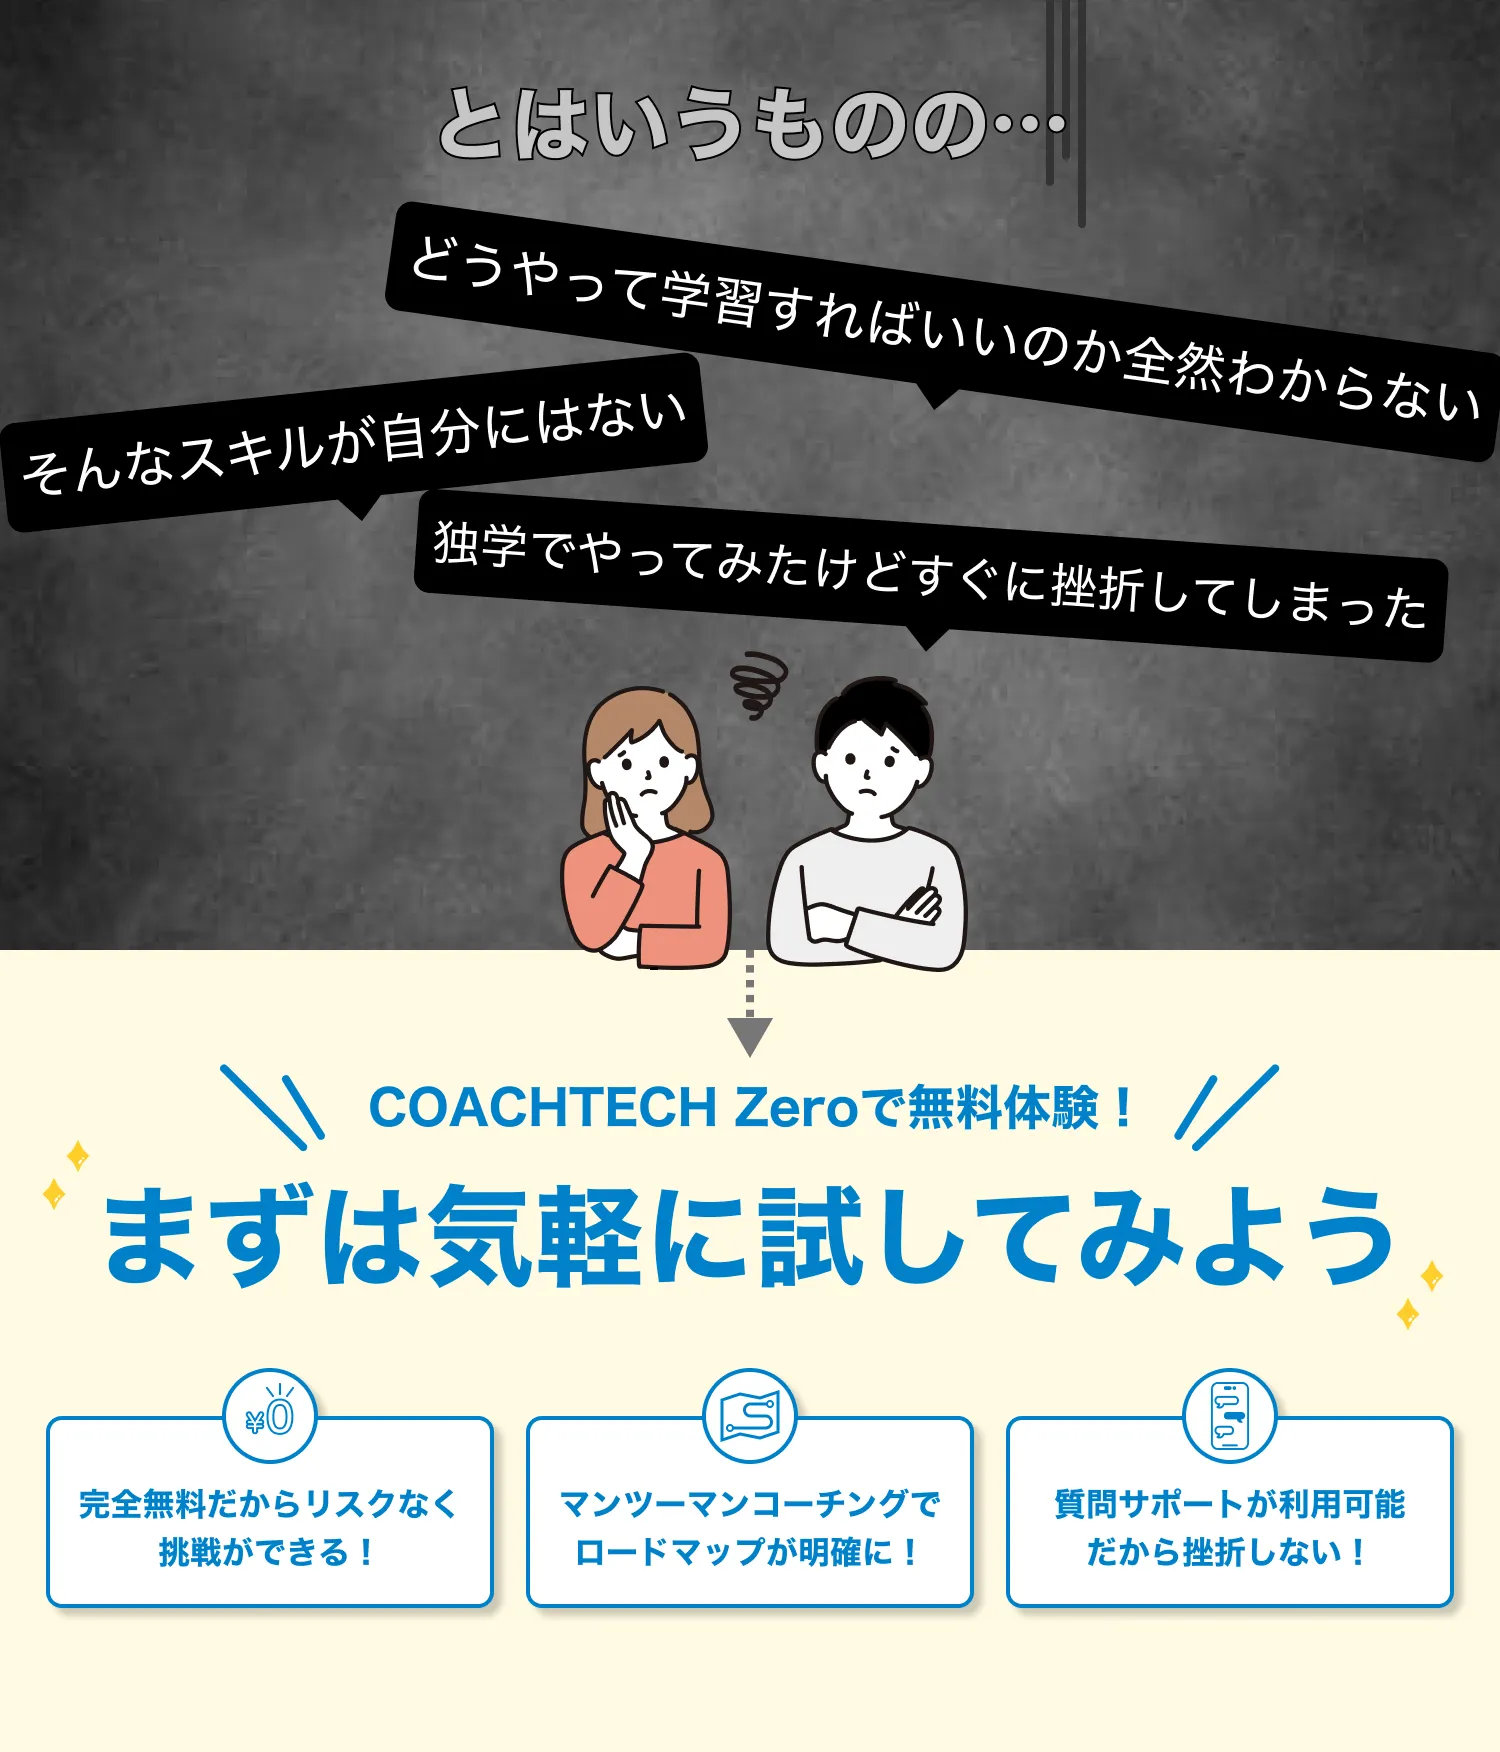 とはいうものの…
どうやって学習すればいいのか全然わからない
そんなスキルが自分にはない
独学でやってみたけどすぐに挫折してしまった
COACHTECH Zeroで無料体験！
まずは気軽に試してみよう
¥0
完全無料だからリスクなく
挑戦ができる！
マンツーマンコーチングで
ロードマップが明確に！
質問サポートが利用可能
だから挫折しない！